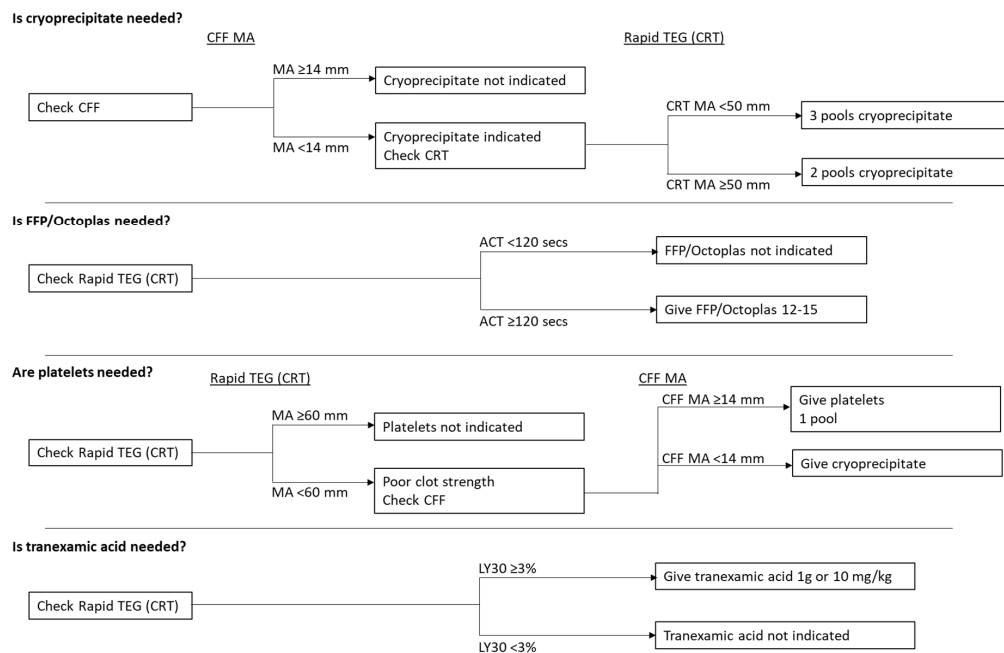 Is cryoprecipitate needed?
CFF MA
Rapid TEG (CRT)
MA ≥14 mm
Cryoprecipitate not indicated
Check CFF
CRT MA <50 mm
3 pools cryoprecipitate
MA <14 mm
Cryoprecipitate indicated
Check CRT
CRT MA ≥50 mm
2 pools cryoprecipitate
Is FFP/Octoplas needed?
ACT <120 secs
FFP/Octoplas not indicated
Check Rapid TEG (CRT)
ACT ≥120 secs
Give FFP/Octoplas 12-15
Are platelets needed?
Rapid TEG (CRT)
CFF MA
MA ≥60 mm
Platelets not indicated
CFF MA ≥14 mm
Give platelets
1 pool
Check Rapid TEG (CRT)
MA <60 mm
Poor clot strength
Check CFF
CFF MA <14 mm
Give cryoprecipitate
Is tranexamic acid needed?
LY30 ≥3%
Give tranexamic acid 1g or 10 mg/kg
Check Rapid TEG (CRT)
LY30 <3%
Tranexamic acid not indicated